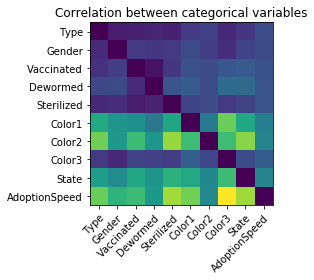 Correlation between categorical variables
Type
Gender
Vaccinated
Dewormed
Sterilized
Color1
Color2
Color3
State
AdoptionSpeed
Type
Gender
Vaccinated
Dewormed
Sterilized
Color1
Color2
Color3
State
AdoptionSpeed